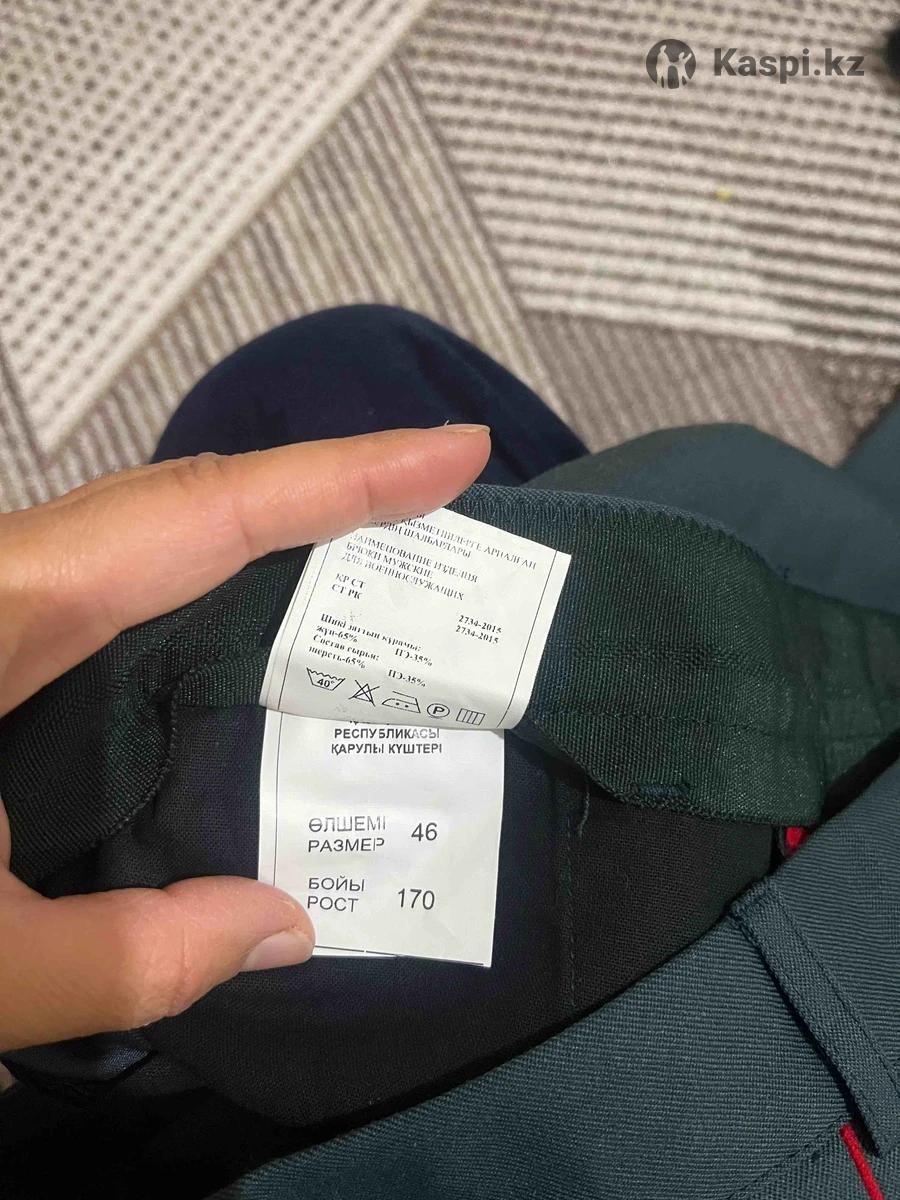 Kaspi.kz
ҚЫЗМЕТШІЛЕРГЕ АРНАЛҒАН
ШАЛБАРЛАРЫ
НАИМЕНОВАНИЕ ИЗДЕЛИЯ
БРЮКИ МУЖСКИЕ
ДЛЯ ВОЕННОСЛУЖАЩИХ
ҚР СТ 2734-2015
СТ РК 2734-2015
Шикі заттың құрамы:
жүн-65% ПЭ-35%
Состав сырья:
шерсть-65% ПЭ-35%
40°
P
РЕСПУБЛИКАСЫ
ҚАРУЛЫ КҮШТЕРІ
ӨЛШЕМІ
РАЗМЕР 46
БОЙЫ
РОСТ 170